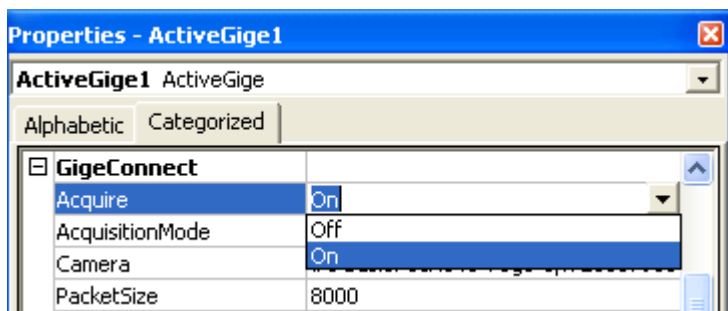 Properties - ActiveGige1
ActiveGige1 ActiveGige
Alphabetic Categorized
GigeConnect
Acquire On
AcquisitionMode Off
On
Camera
PacketSize 8000